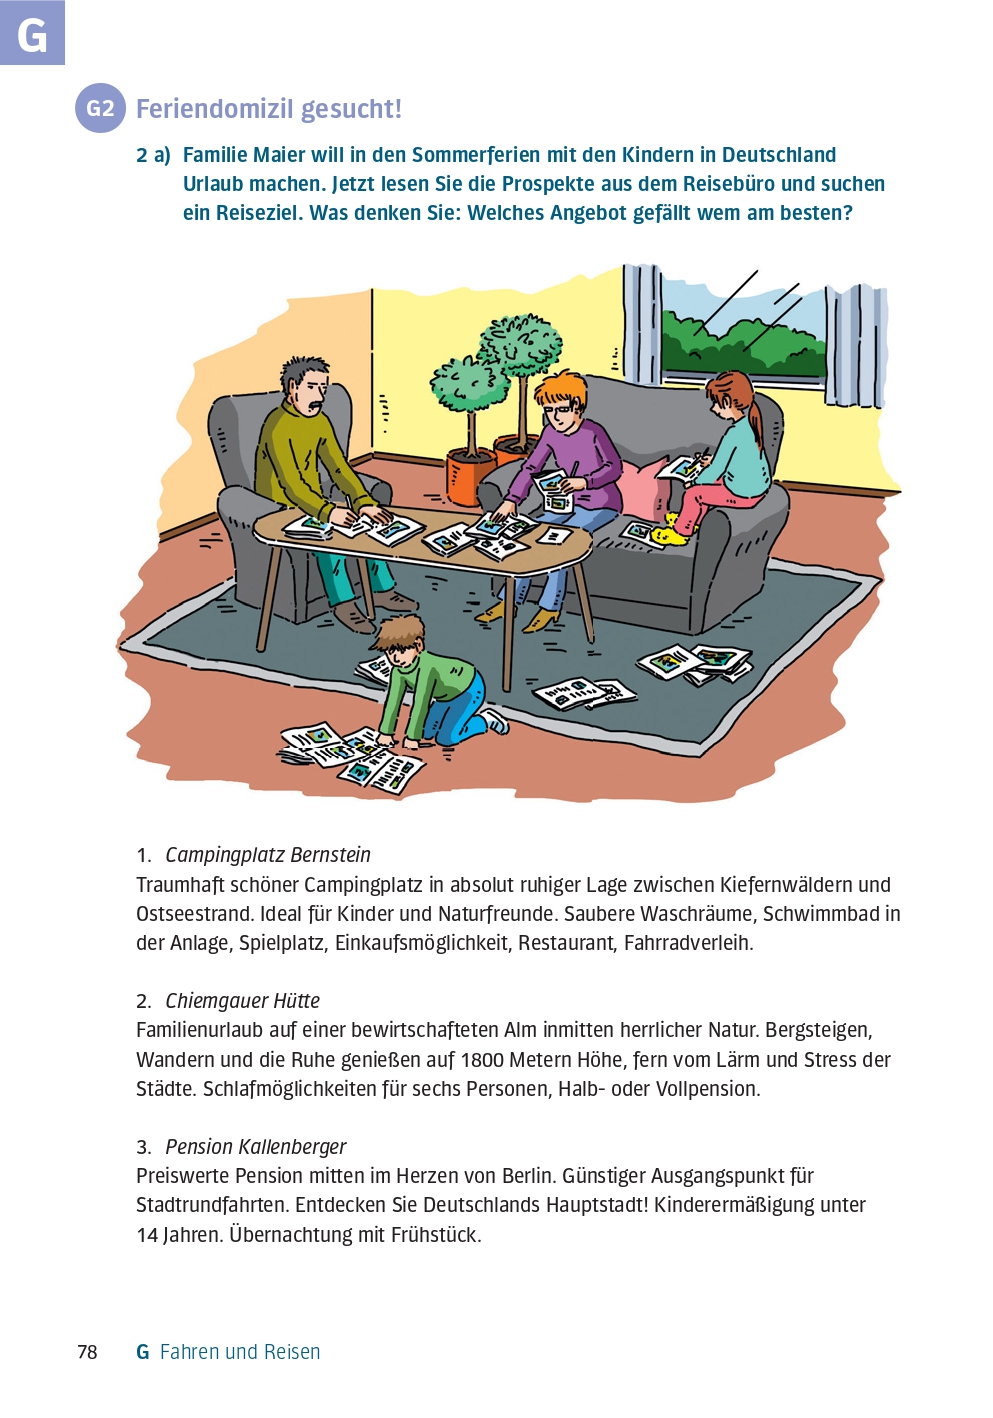 G
G2 Feriendomizil gesucht!
2 a) Familie Maier will in den Sommerferien mit den Kindern in Deutschland
Urlaub machen. Jetzt lesen Sie die Prospekte aus dem Reisebüro und suchen
ein Reiseziel. Was denken Sie: Welches Angebot gefällt wem am besten?
1. Campingplatz Bernstein
Traumhaft schöner Campingplatz in absolut ruhiger Lage zwischen Kiefernwäldern und
Ostseestrand. Ideal für Kinder und Naturfreunde. Saubere Waschräume, Schwimmbad in
der Anlage, Spielplatz, Einkaufsmöglichkeit, Restaurant, Fahrradverleih.
2. Chiemgauer Hütte
Familienurlaub auf einer bewirtschafteten Alm inmitten herrlicher Natur. Bergsteigen,
Wandern und die Ruhe genießen auf 1800 Metern Höhe, fern vom Lärm und Stress der
Städte. Schlafmöglichkeiten für sechs Personen, Halb- oder Vollpension.
3. Pension Kallenberger
Preiswerte Pension mitten im Herzen von Berlin. Günstiger Ausgangspunkt für
Stadtrundfahrten. Entdecken Sie Deutschlands Hauptstadt! Kinderermäßigung unter
14 Jahren. Übernachtung mit Frühstück.
78 G Fahren und Reisen